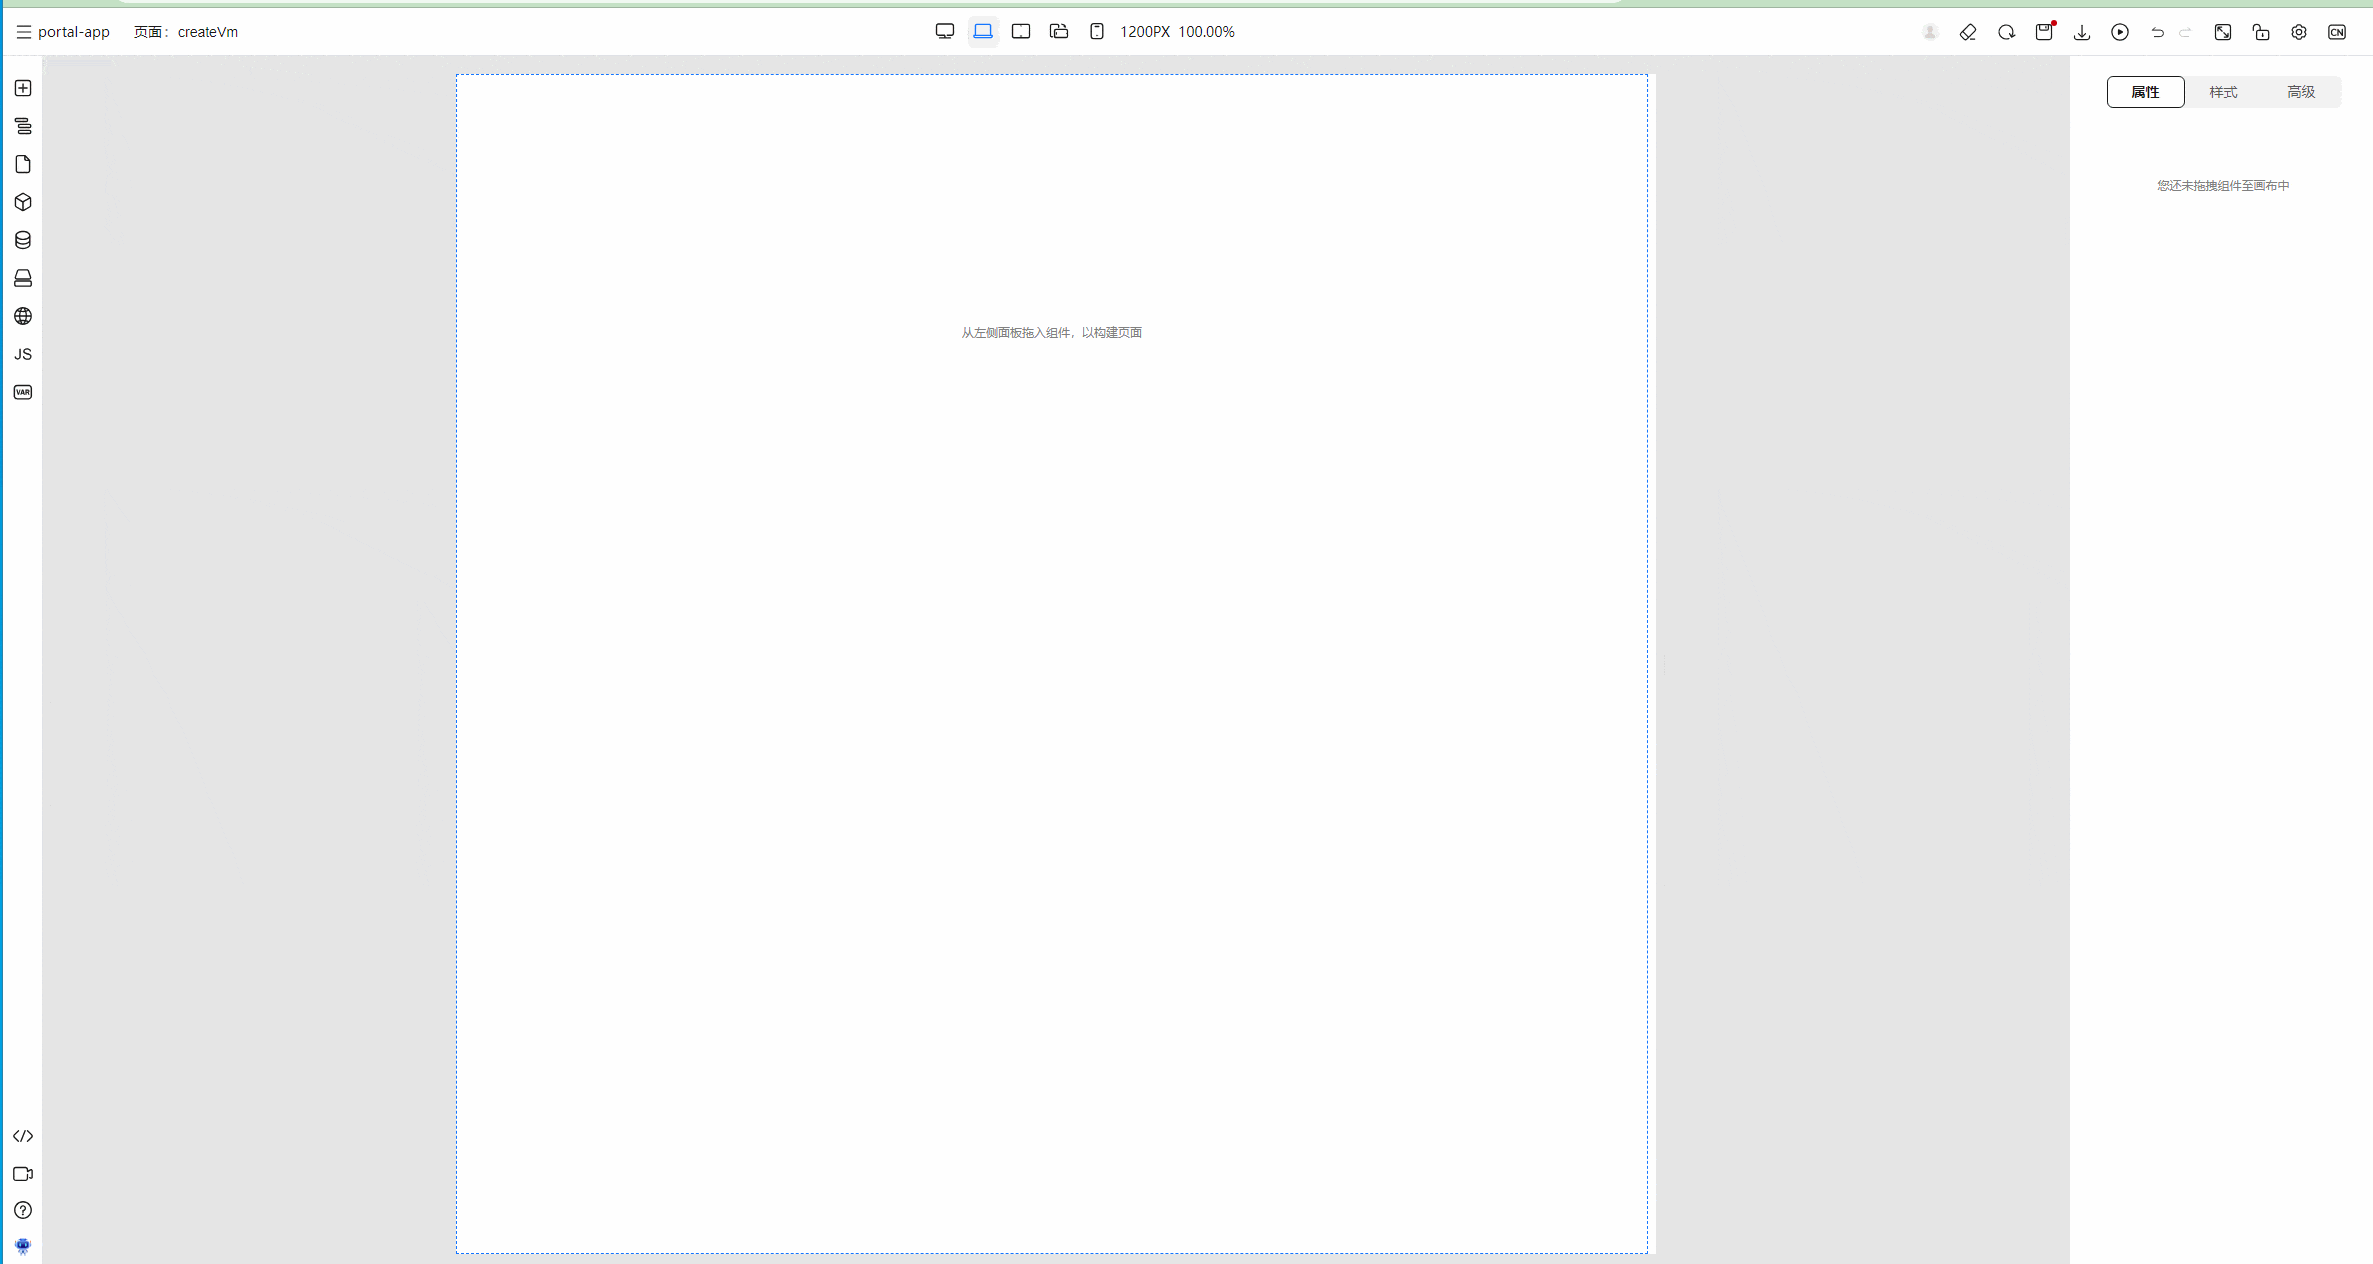 portal-app 页面：createVm 1200PX 100.00% CN
属性 样式 高级
您还未拖拽组件至画布中
从左侧面板拖入组件，以构建页面
JS
VAR